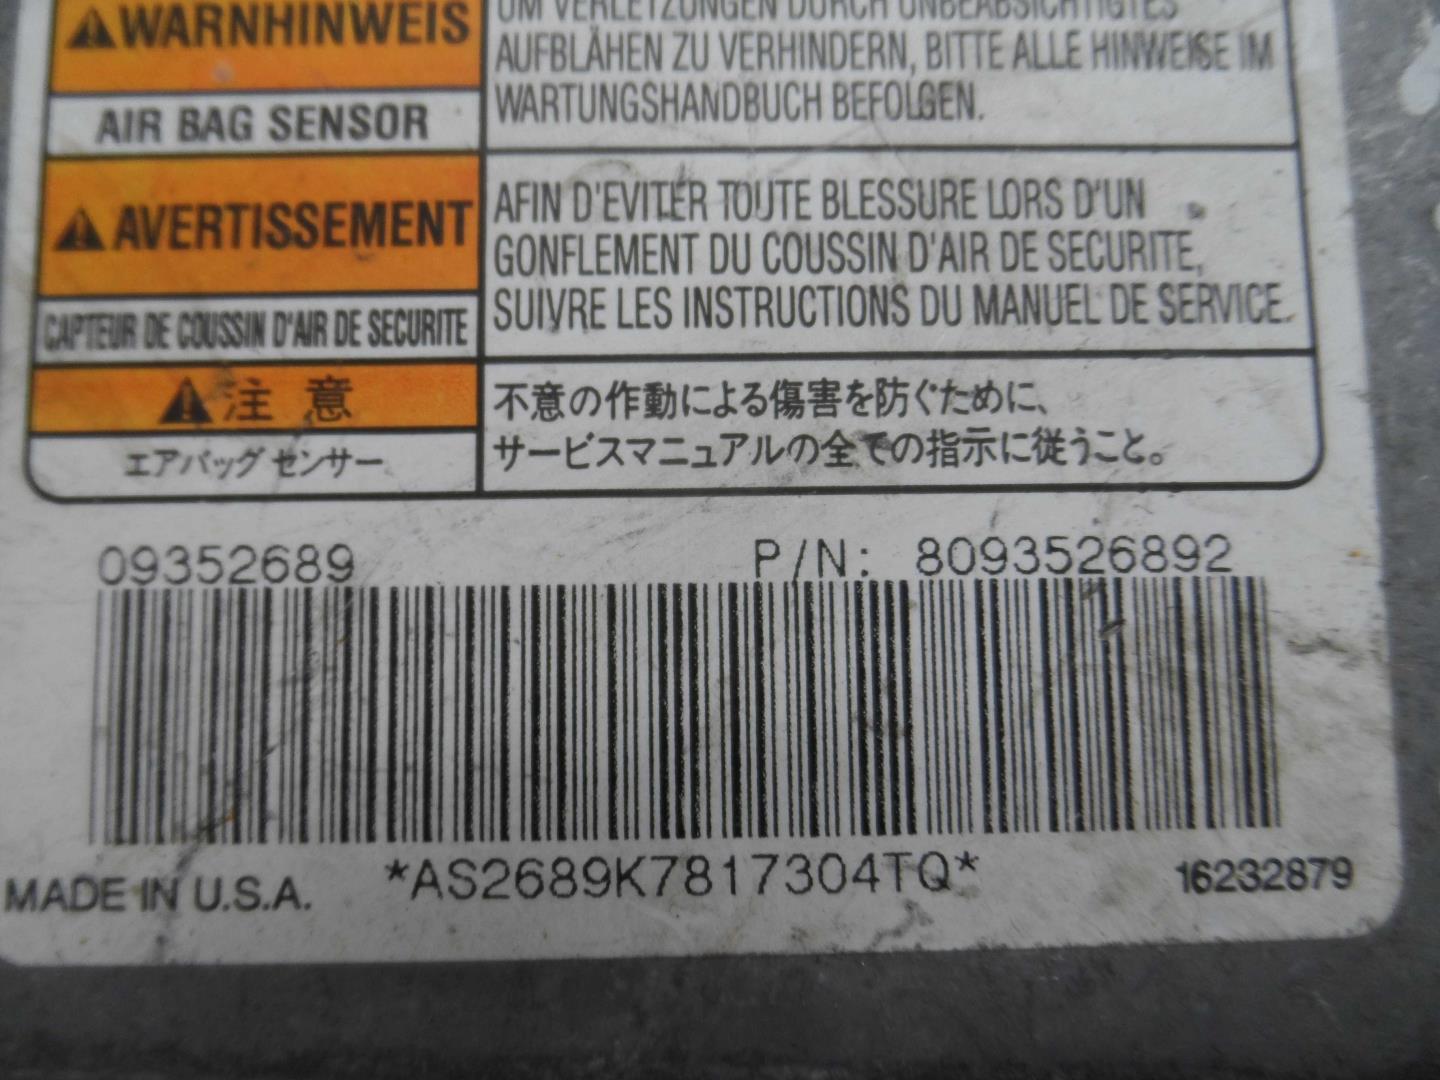 ⚠WARNHINWEIS
UM VERLETZUNGEN DURCH UNBEABSICHTIGTES
AUFBLÄHEN ZU VERHINDERN, BITTE ALLE HINWEISE IM
WARTUNGSHANDBUCH BEFOLGEN.
AIR BAG SENSOR
⚠AVERTISSEMENT
AFIN D'EVITER TOUTE BLESSURE LORS D'UN
GONFLEMENT DU COUSSIN D'AIR DE SECURITE,
SUIVRE LES INSTRUCTIONS DU MANUEL DE SERVICE.
CAPTEUR DE COUSSIN D'AIR DE SECURITE
⚠注 意
エアバッグ センサー
不意の作動による傷害を防ぐために、
サービスマニュアルの全ての指示に従うこと。
09352689
P/N: 8093526892
*AS2689K7817304TQ*
MADE IN U.S.A.
16232879